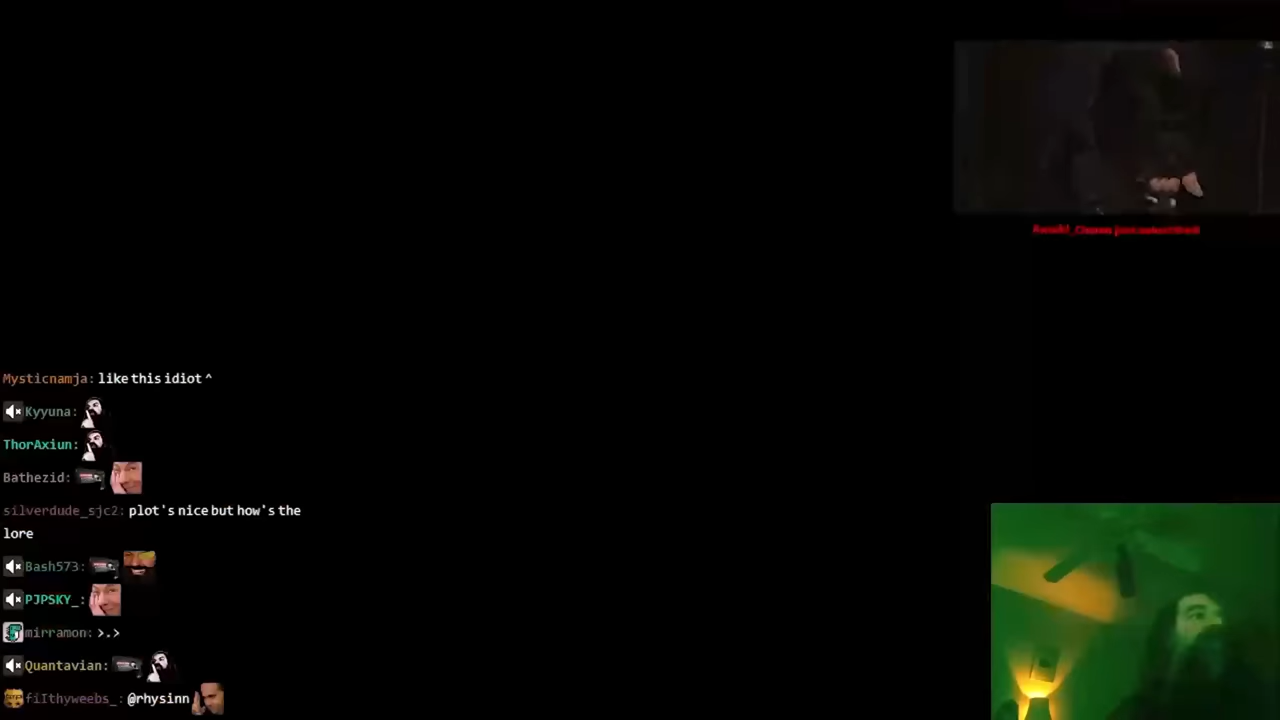 Mysticnamja: like this idiot ^
Kyyuna:
ThorAxiun:
Bathezid:
silverdude_sjc2: plot's nice but how's the
lore
Bash573:
PJPSKY_:
mirramon: >.>
Quantavian:
filthyweebs_: @rhysinn